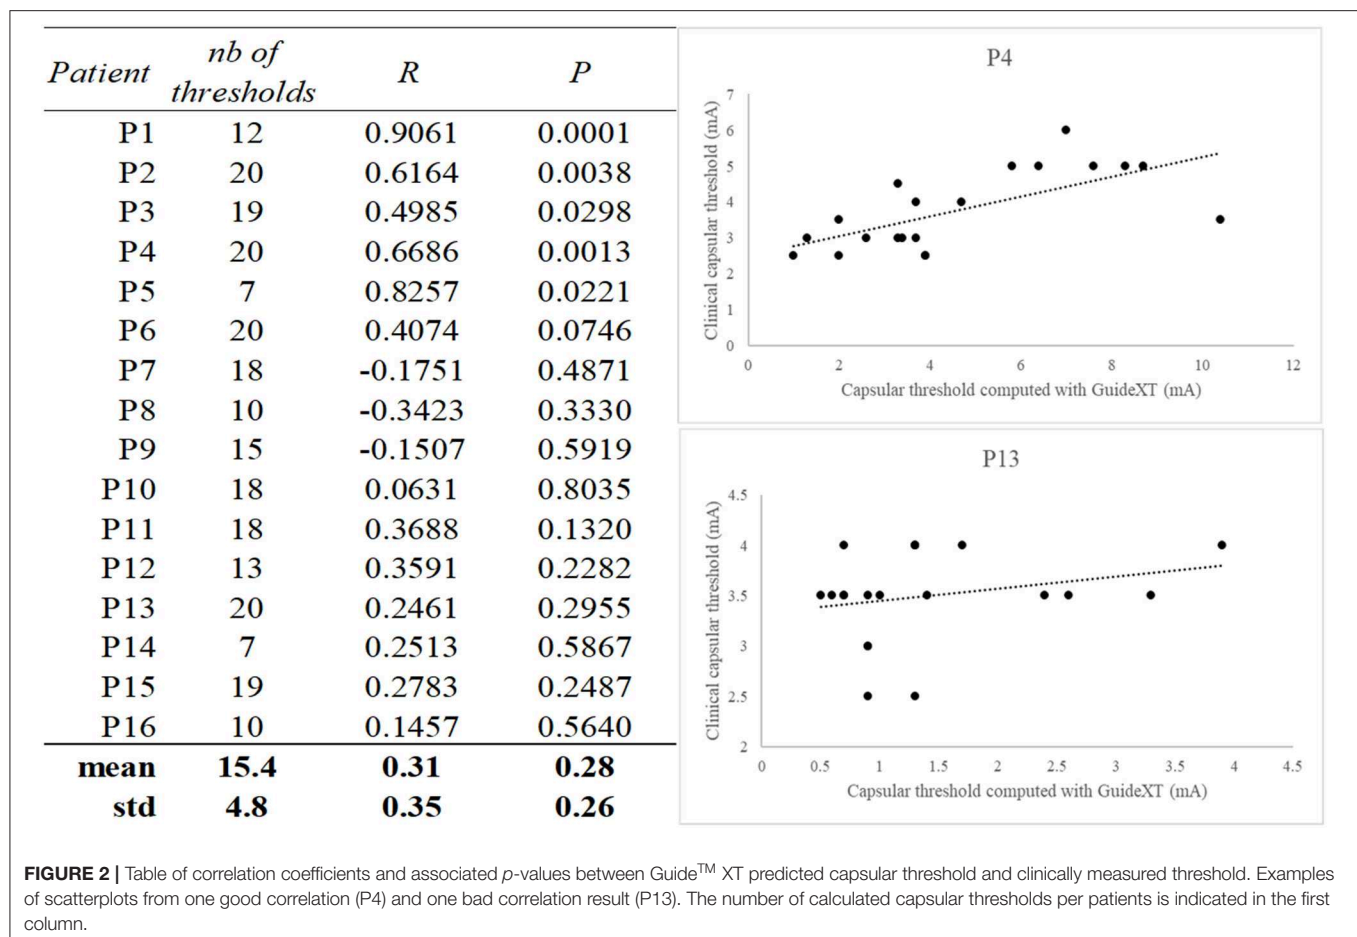 Patient nb of thresholds R P
P1 12 0.9061 0.0001
P2 20 0.6164 0.0038
P3 19 0.4985 0.0298
P4 20 0.6686 0.0013
P5 7 0.8257 0.0221
P6 20 0.4074 0.0746
P7 18 -0.1751 0.4871
P8 10 -0.3423 0.3330
P9 15 -0.1507 0.5919
P10 18 0.0631 0.8035
P11 18 0.3688 0.1320
P12 13 0.3591 0.2282
P13 20 0.2461 0.2955
P14 7 0.2513 0.5867
P15 19 0.2783 0.2487
P16 10 0.1457 0.5640
mean 15.4 0.31 0.28
std 4.8 0.35 0.26
P4
Clinical capsular threshold (mA)
7
6
5
4
3
2
1
0
0 2 4 6 8 10 12
Capsular threshold computed with GuideXT (mA)
P13
Clinical capsular threshold (mA)
4.5
4
3.5
3
2.5
2
0 0.5 1 1.5 2 2.5 3 3.5 4 4.5
Capsular threshold computed with GuideXT (mA)
FIGURE 2 | Table of correlation coefficients and associated p-values between Guide™ XT predicted capsular threshold and clinically measured threshold. Examples
of scatterplots from one good correlation (P4) and one bad correlation result (P13). The number of calculated capsular thresholds per patients is indicated in the first
column.